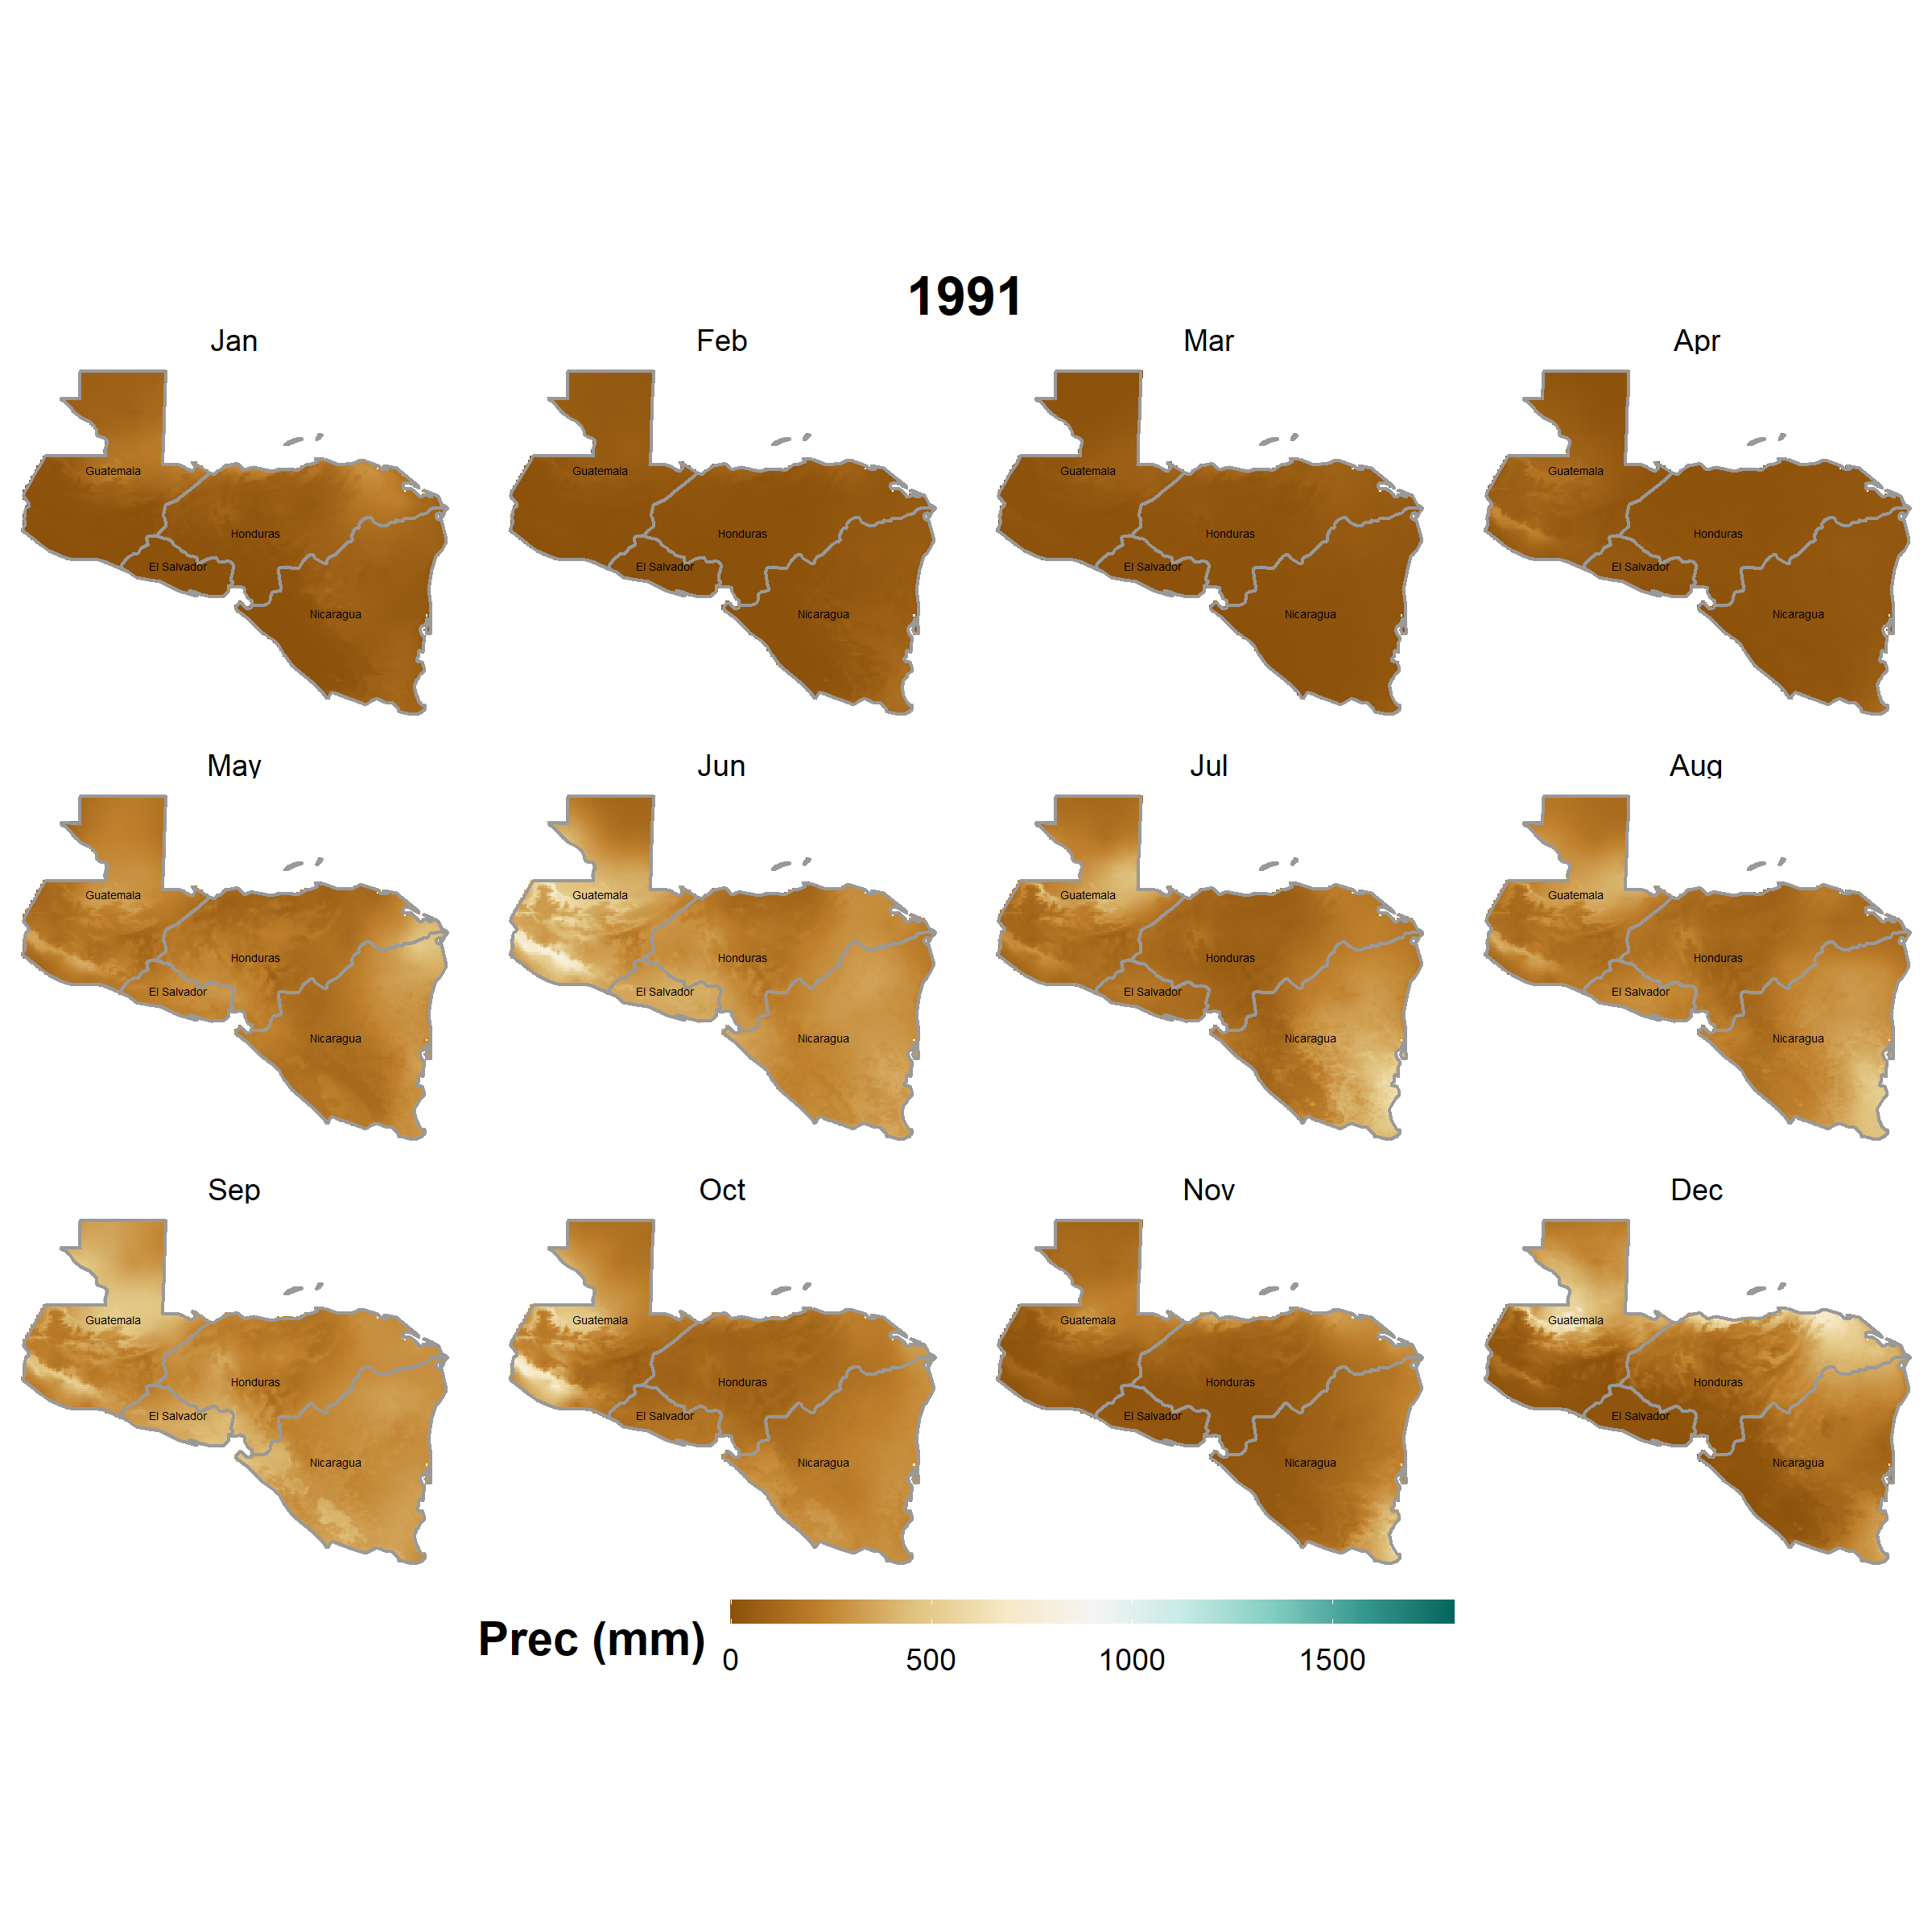 1991
Jan Feb Mar Apr
Guatemala Guatemala Guatemala Guatemala
Honduras Honduras Honduras Honduras
El Salvador El Salvador El Salvador El Salvador
Nicaragua Nicaragua Nicaragua Nicaragua
May Jun Jul Aug
Guatemala Guatemala Guatemala Guatemala
Honduras Honduras Honduras Honduras
El Salvador El Salvador El Salvador El Salvador
Nicaragua Nicaragua Nicaragua Nicaragua
Sep Oct Nov Dec
Guatemala Guatemala Guatemala Guatemala
Honduras Honduras Honduras Honduras
El Salvador El Salvador El Salvador El Salvador
Nicaragua Nicaragua Nicaragua Nicaragua
Prec (mm)
0 500 1000 1500